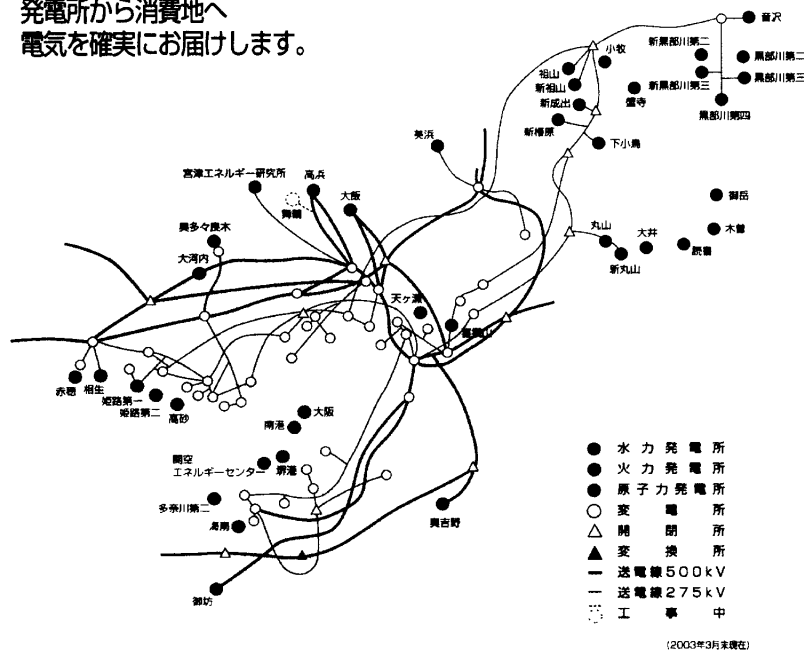 発電所から消費地へ
電気を確実にお届けします。
音沢
小牧
新黒部川第二
黒部川第二
祖山
新祖山
新黒部川第三
黒部川第三
新成出
黒部川第四
新椿原
下小鳥
美浜
宮津エネルギー研究所
高浜
舞鶴
大飯
御岳
奥多々良木
丸山
大井
木曽
読書
大河内
新丸山
天ヶ瀬
喜撰山
赤穂
相生
姫路第一
姫路第二
高砂
大阪
南港
関空
エネルギーセンター
堺港
多奈川第二
海南
奥吉野
御坊
水力発電所
火力発電所
原子力発電所
変電所
開閉所
変換所
送電線500kV
送電線275kV
工事中
(2003年3月末現在)